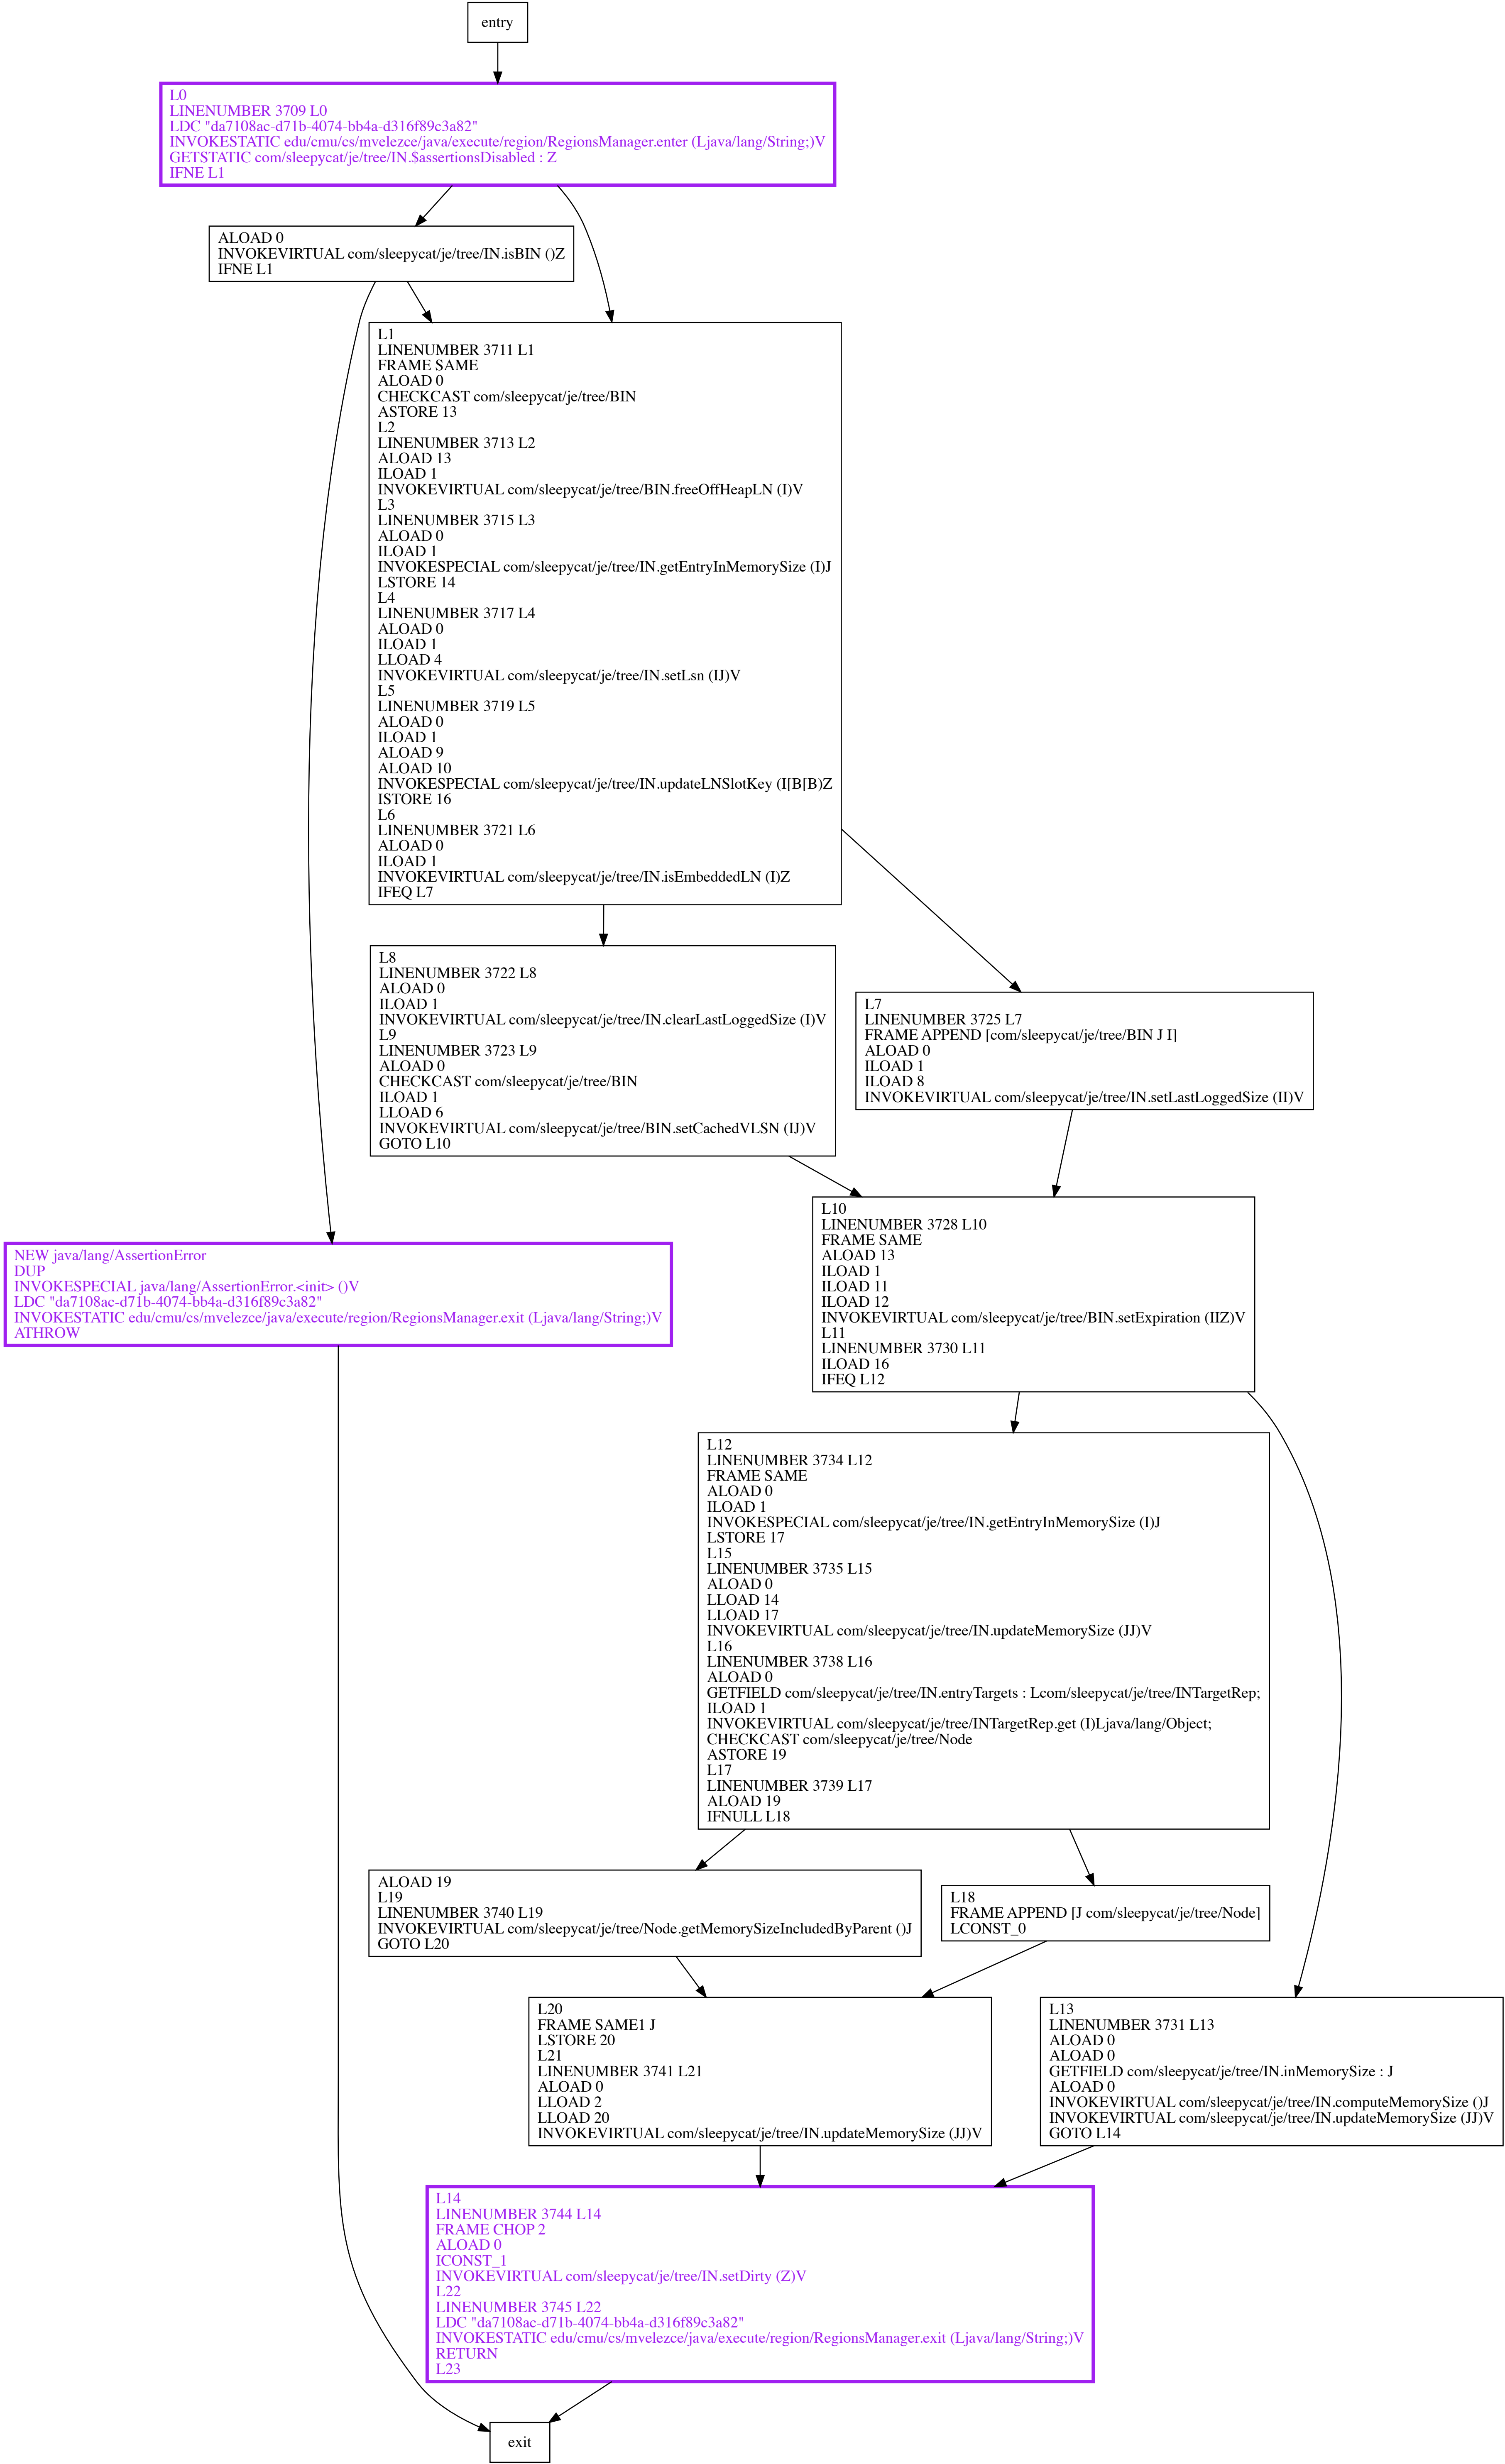 entry
L0
LINENUMBER 3709 L0
LDC "da7108ac-d71b-4074-bb4a-d316f89c3a82"
INVOKESTATIC edu/cmu/cs/mvelezce/java/execute/region/RegionsManager.enter (Ljava/lang/String;)V
GETSTATIC com/sleepycat/je/tree/IN.$assertionsDisabled : Z
IFNE L1
ALOAD 0
INVOKEVIRTUAL com/sleepycat/je/tree/IN.isBIN ()Z
IFNE L1
L1
LINENUMBER 3711 L1
FRAME SAME
ALOAD 0
CHECKCAST com/sleepycat/je/tree/BIN
ASTORE 13
L2
LINENUMBER 3713 L2
ALOAD 13
ILOAD 1
INVOKEVIRTUAL com/sleepycat/je/tree/BIN.freeOffHeapLN (I)V
L3
LINENUMBER 3715 L3
ALOAD 0
ILOAD 1
INVOKESPECIAL com/sleepycat/je/tree/IN.getEntryInMemorySize (I)J
LSTORE 14
L4
LINENUMBER 3717 L4
ALOAD 0
ILOAD 1
LLOAD 4
INVOKEVIRTUAL com/sleepycat/je/tree/IN.setLsn (IJ)V
L5
LINENUMBER 3719 L5
ALOAD 0
ILOAD 1
ALOAD 9
ALOAD 10
INVOKESPECIAL com/sleepycat/je/tree/IN.updateLNSlotKey (I[B[B)Z
ISTORE 16
L6
LINENUMBER 3721 L6
ALOAD 0
ILOAD 1
INVOKEVIRTUAL com/sleepycat/je/tree/IN.isEmbeddedLN (I)Z
IFEQ L7
L8
LINENUMBER 3722 L8
ALOAD 0
ILOAD 1
INVOKEVIRTUAL com/sleepycat/je/tree/IN.clearLastLoggedSize (I)V
L9
LINENUMBER 3723 L9
ALOAD 0
CHECKCAST com/sleepycat/je/tree/BIN
ILOAD 1
LLOAD 6
INVOKEVIRTUAL com/sleepycat/je/tree/BIN.setCachedVLSN (IJ)V
GOTO L10
L7
LINENUMBER 3725 L7
FRAME APPEND [com/sleepycat/je/tree/BIN J I]
ALOAD 0
ILOAD 1
ILOAD 8
INVOKEVIRTUAL com/sleepycat/je/tree/IN.setLastLoggedSize (II)V
L10
LINENUMBER 3728 L10
FRAME SAME
ALOAD 13
ILOAD 1
ILOAD 11
ILOAD 12
INVOKEVIRTUAL com/sleepycat/je/tree/BIN.setExpiration (IIZ)V
L11
LINENUMBER 3730 L11
ILOAD 16
IFEQ L12
NEW java/lang/AssertionError
DUP
INVOKESPECIAL java/lang/AssertionError.<init> ()V
LDC "da7108ac-d71b-4074-bb4a-d316f89c3a82"
INVOKESTATIC edu/cmu/cs/mvelezce/java/execute/region/RegionsManager.exit (Ljava/lang/String;)V
ATHROW
L12
LINENUMBER 3734 L12
FRAME SAME
ALOAD 0
ILOAD 1
INVOKESPECIAL com/sleepycat/je/tree/IN.getEntryInMemorySize (I)J
LSTORE 17
L15
LINENUMBER 3735 L15
ALOAD 0
LLOAD 14
LLOAD 17
INVOKEVIRTUAL com/sleepycat/je/tree/IN.updateMemorySize (JJ)V
L16
LINENUMBER 3738 L16
ALOAD 0
GETFIELD com/sleepycat/je/tree/IN.entryTargets : Lcom/sleepycat/je/tree/INTargetRep;
ILOAD 1
INVOKEVIRTUAL com/sleepycat/je/tree/INTargetRep.get (I)Ljava/lang/Object;
CHECKCAST com/sleepycat/je/tree/Node
ASTORE 19
L17
LINENUMBER 3739 L17
ALOAD 19
IFNULL L18
ALOAD 19
L19
LINENUMBER 3740 L19
INVOKEVIRTUAL com/sleepycat/je/tree/Node.getMemorySizeIncludedByParent ()J
GOTO L20
L18
FRAME APPEND [J com/sleepycat/je/tree/Node]
LCONST_0
L20
FRAME SAME1 J
LSTORE 20
L21
LINENUMBER 3741 L21
ALOAD 0
LLOAD 2
LLOAD 20
INVOKEVIRTUAL com/sleepycat/je/tree/IN.updateMemorySize (JJ)V
L13
LINENUMBER 3731 L13
ALOAD 0
ALOAD 0
GETFIELD com/sleepycat/je/tree/IN.inMemorySize : J
ALOAD 0
INVOKEVIRTUAL com/sleepycat/je/tree/IN.computeMemorySize ()J
INVOKEVIRTUAL com/sleepycat/je/tree/IN.updateMemorySize (JJ)V
GOTO L14
L14
LINENUMBER 3744 L14
FRAME CHOP 2
ALOAD 0
ICONST_1
INVOKEVIRTUAL com/sleepycat/je/tree/IN.setDirty (Z)V
L22
LINENUMBER 3745 L22
LDC "da7108ac-d71b-4074-bb4a-d316f89c3a82"
INVOKESTATIC edu/cmu/cs/mvelezce/java/execute/region/RegionsManager.exit (Ljava/lang/String;)V
RETURN
L23
exit